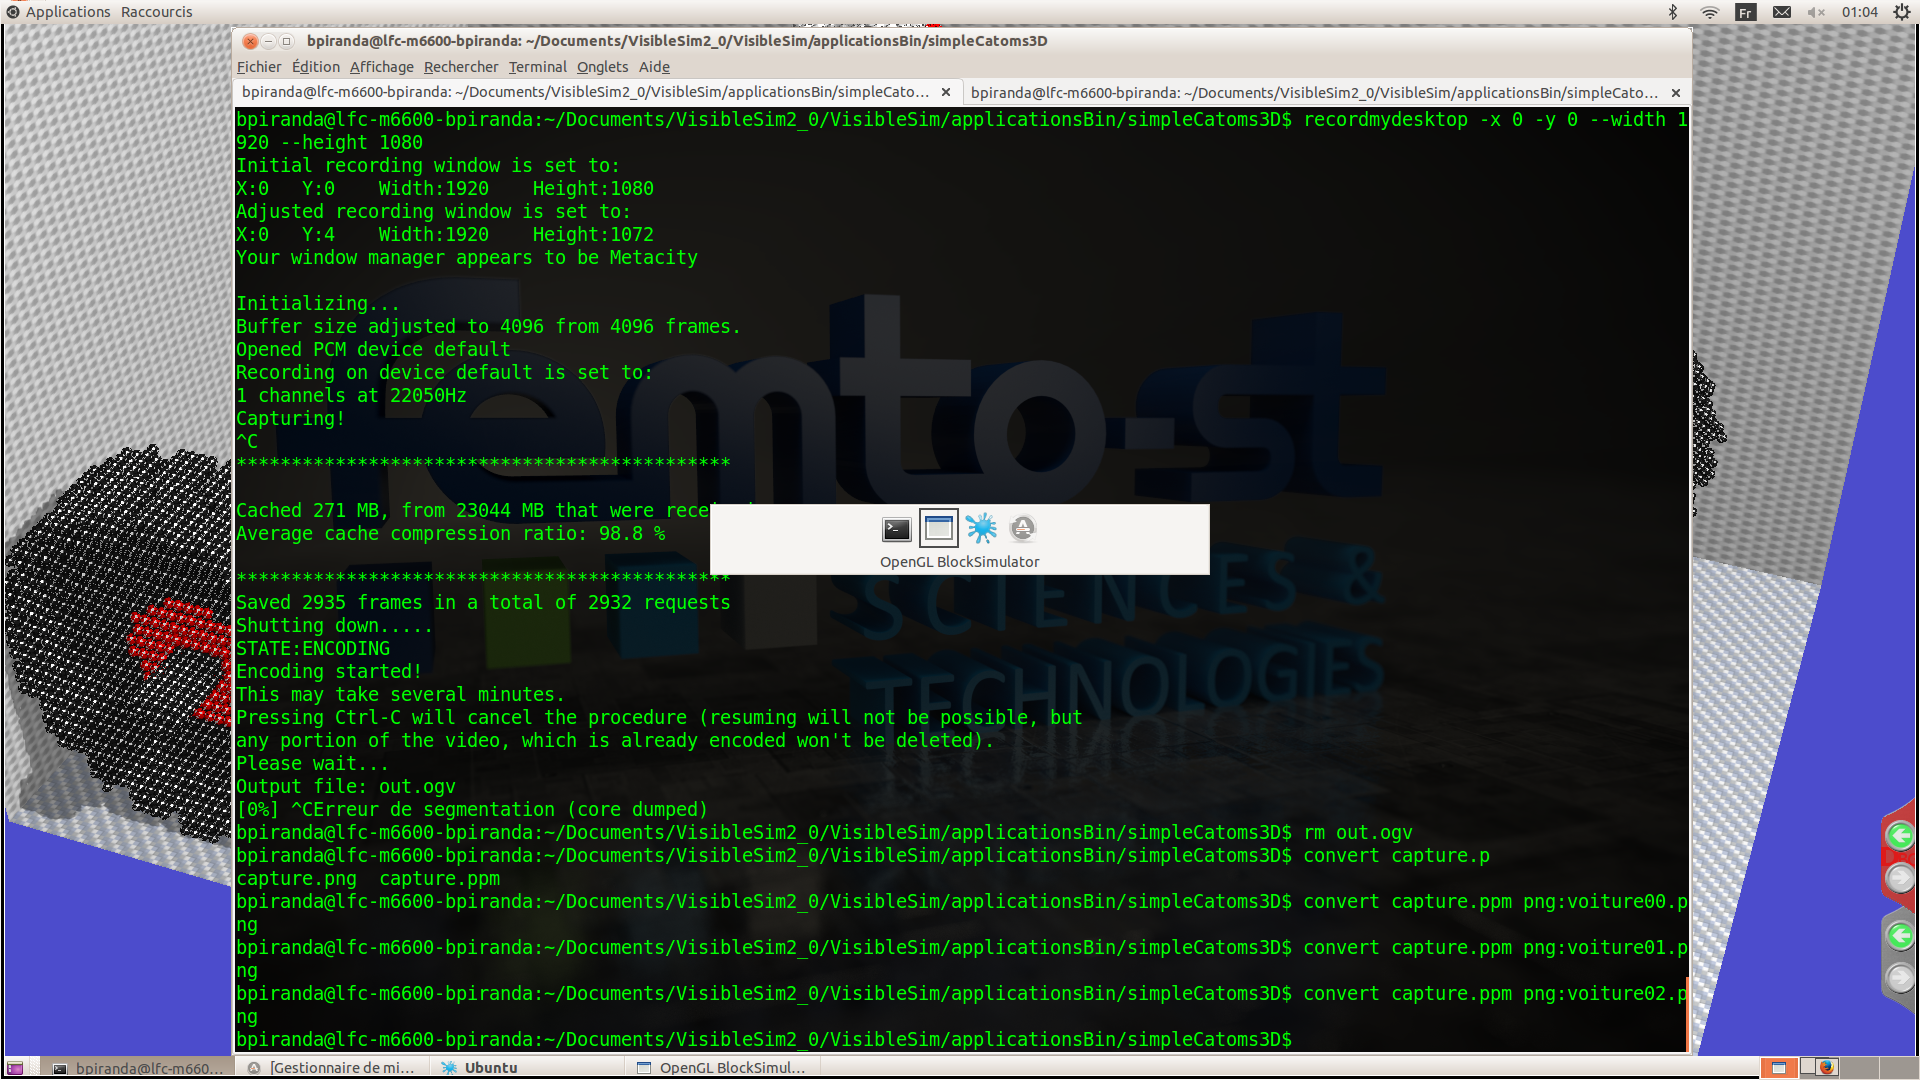 Applications Raccourcis Fr 01:04
bpiranda@lfc-m6600-bpiranda: ~/Documents/VisibleSim2_0/VisibleSim/applicationsBin/simpleCatoms3D
Fichier Édition Affichage Rechercher Terminal Onglets Aide
bpiranda@lfc-m6600-bpiranda: ~/Documents/VisibleSim2_0/VisibleSim/applicationsBin/simpleCato... bpiranda@lfc-m6600-bpiranda: ~/Documents/VisibleSim2_0/VisibleSim/applicationsBin/simpleCato...
bpiranda@lfc-m6600-bpiranda:~/Documents/VisibleSim2_0/VisibleSim/applicationsBin/simpleCatoms3D$ recordmydesktop -x 0 -y 0 --width 1
920 --height 1080
Initial recording window is set to:
X:0 Y:0 Width:1920 Height:1080
Adjusted recording window is set to:
X:0 Y:4 Width:1920 Height:1072
Your window manager appears to be Metacity
Initializing...
Buffer size adjusted to 4096 from 4096 frames.
Opened PCM device default
Recording on device default is set to:
1 channels at 22050Hz
Capturing!
^C
*********************************************
Cached 271 MB, from 23044 MB that were rece
Average cache compression ratio: 98.8 %
*********************************************
Saved 2935 frames in a total of 2932 requests
Shutting down.....
STATE:ENCODING
Encoding started!
This may take several minutes.
Pressing Ctrl-C will cancel the procedure (resuming will not be possible, but
any portion of the video, which is already encoded won't be deleted).
Please wait...
Output file: out.ogv
[0%] ^CErreur de segmentation (core dumped)
bpiranda@lfc-m6600-bpiranda:~/Documents/VisibleSim2_0/VisibleSim/applicationsBin/simpleCatoms3D$ rm out.ogv
bpiranda@lfc-m6600-bpiranda:~/Documents/VisibleSim2_0/VisibleSim/applicationsBin/simpleCatoms3D$ convert capture.p
capture.png capture.ppm
bpiranda@lfc-m6600-bpiranda:~/Documents/VisibleSim2_0/VisibleSim/applicationsBin/simpleCatoms3D$ convert capture.ppm png:voiture00.p
ng
bpiranda@lfc-m6600-bpiranda:~/Documents/VisibleSim2_0/VisibleSim/applicationsBin/simpleCatoms3D$ convert capture.ppm png:voiture01.p
ng
bpiranda@lfc-m6600-bpiranda:~/Documents/VisibleSim2_0/VisibleSim/applicationsBin/simpleCatoms3D$ convert capture.ppm png:voiture02.p
ng
bpiranda@lfc-m6600-bpiranda:~/Documents/VisibleSim2_0/VisibleSim/applicationsBin/simpleCatoms3D$
femto-st
SCIENCES &
TECHNOLOGIES
OpenGL BlockSimulator
bpiranda@lfc-m660... [Gestionnaire de mi... Ubuntu OpenGL BlockSimul...